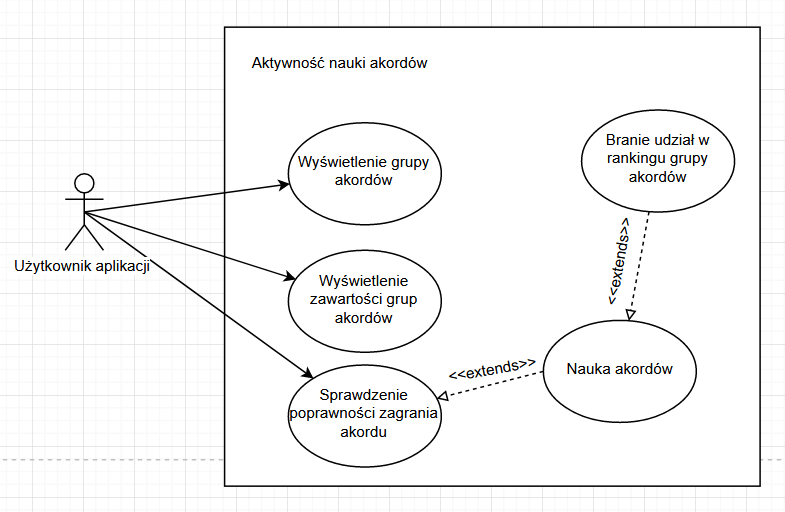 Aktywność nauki akordów
Wyświetlenie grupy
akordów
Branie udział w
rankingu grupy
akordów
Użytkownik aplikacji
<<extends>>
Wyświetlenie
zawartości grup
akordów
<<extends>>
Nauka akordów
Sprawdzenie
poprawności zagrania
akordu